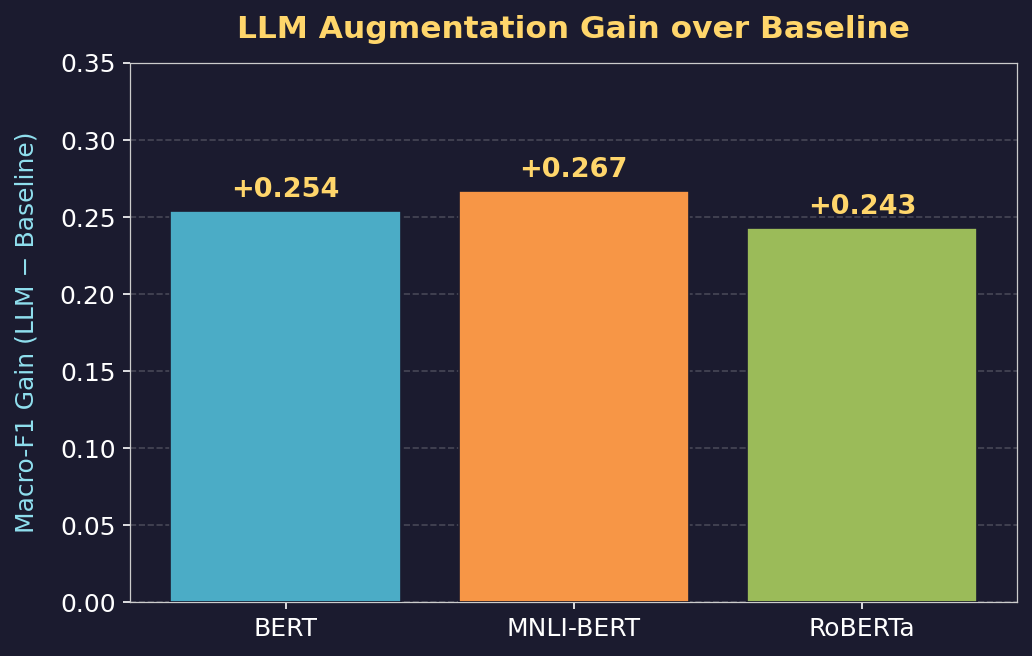 LLM Augmentation Gain over Baseline
Macro-F1 Gain (LLM − Baseline)
0.35
0.30
0.25
0.20
0.15
0.10
0.05
0.00
+0.254
+0.267
+0.243
BERT
MNLI-BERT
RoBERTa